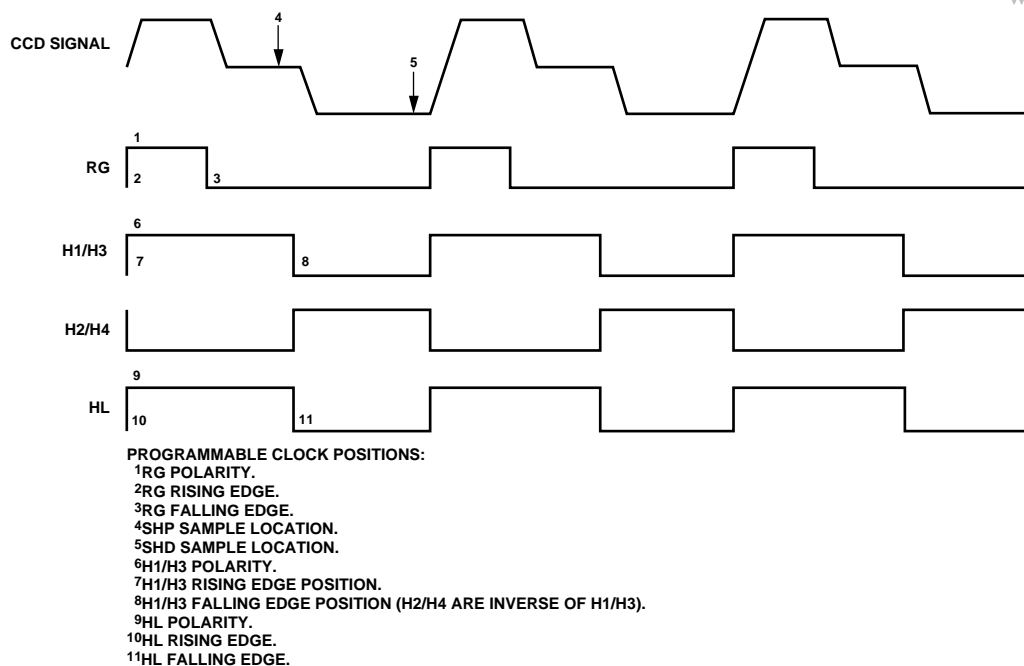 4
CCD SIGNAL
5
1
RG
2
3
6
H1/H3
7
8
H2/H4
9
HL
10
11
PROGRAMMABLE CLOCK POSITIONS:
1RG POLARITY.
2RG RISING EDGE.
3RG FALLING EDGE.
4SHP SAMPLE LOCATION.
5SHD SAMPLE LOCATION.
6H1/H3 POLARITY.
7H1/H3 RISING EDGE POSITION.
8H1/H3 FALLING EDGE POSITION (H2/H4 ARE INVERSE OF H1/H3).
9HL POLARITY.
10HL RISING EDGE.
11HL FALLING EDGE.